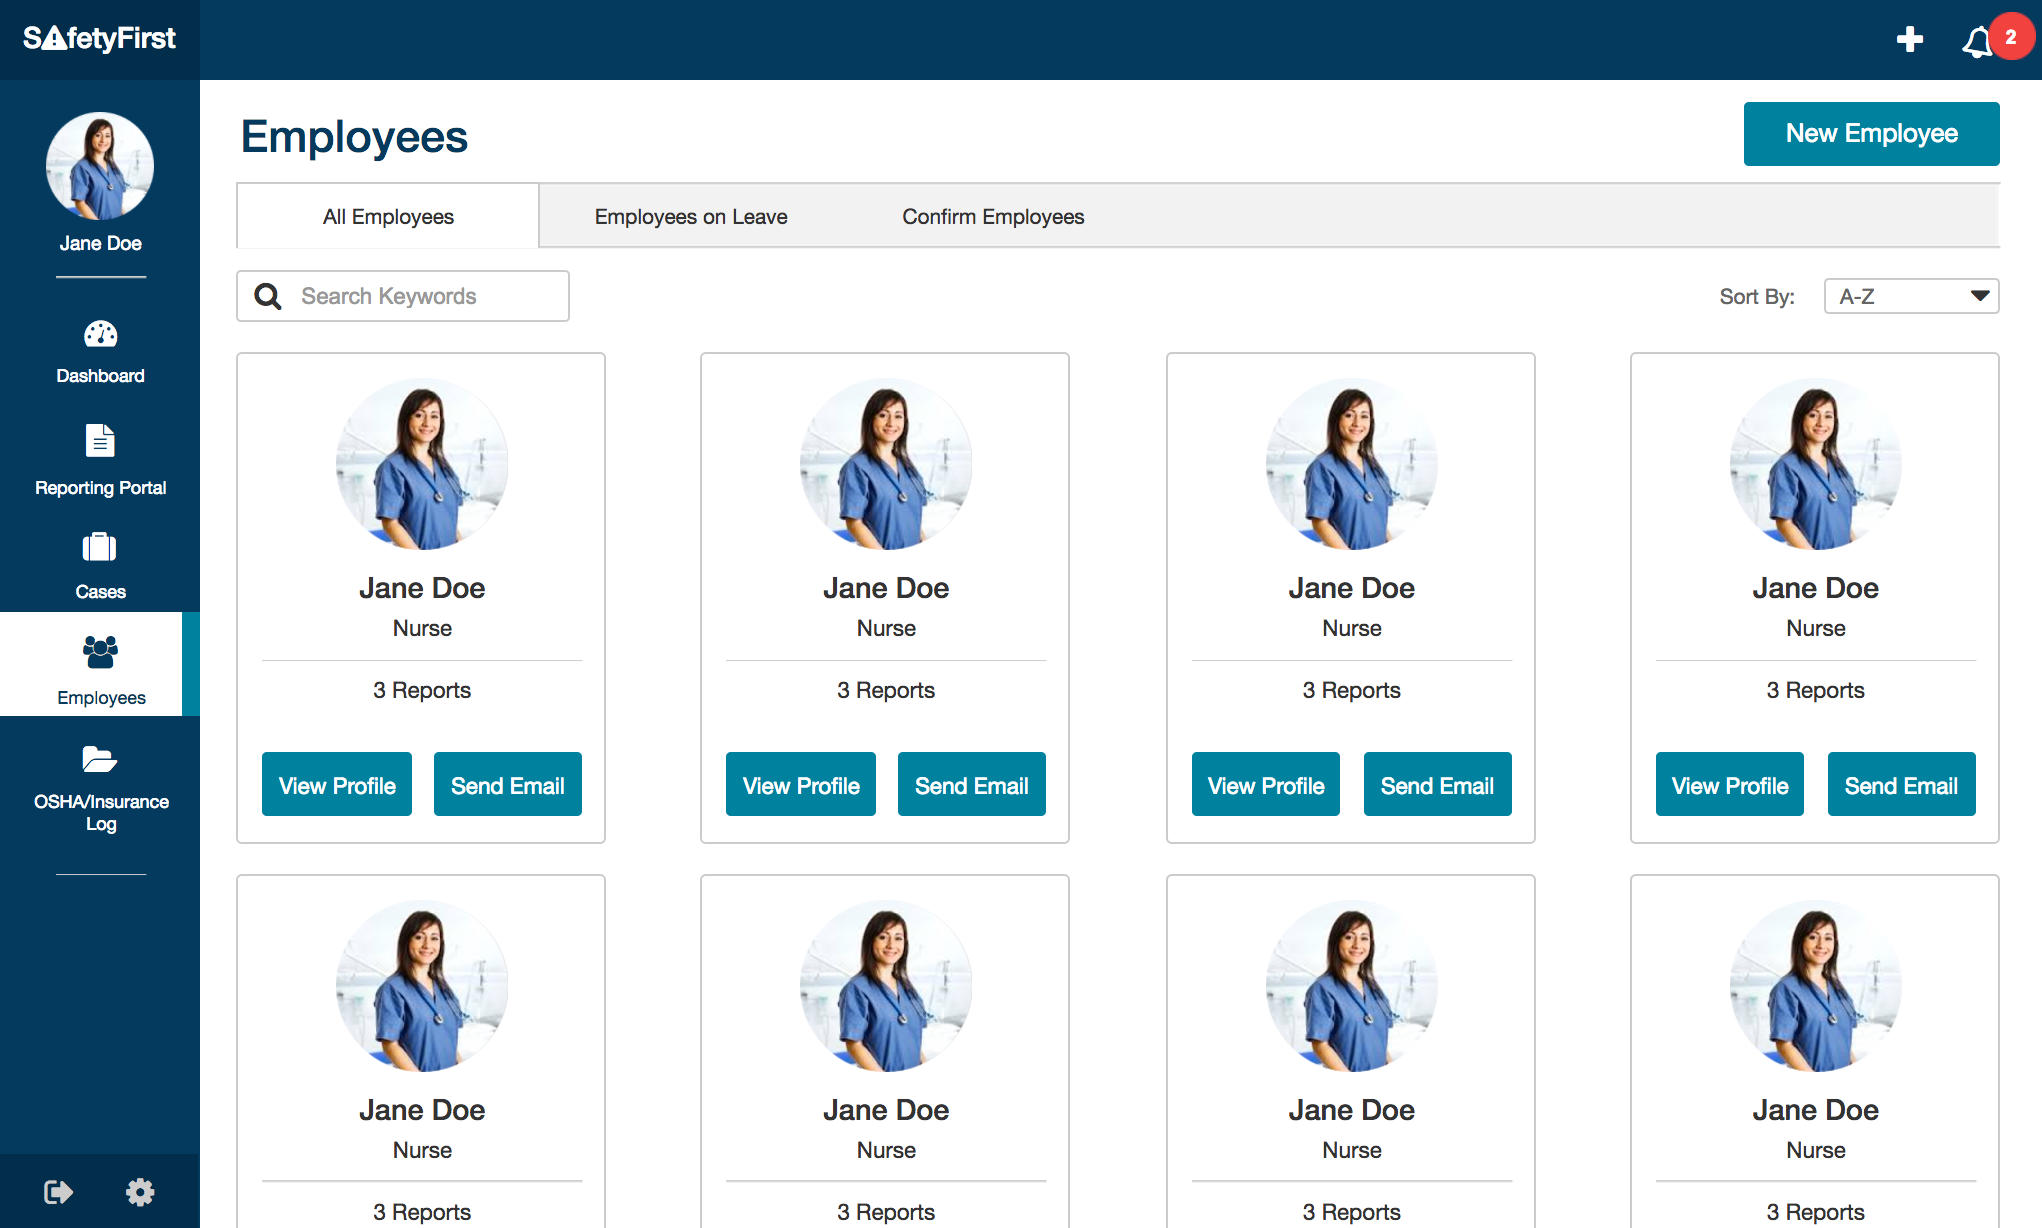 SafetyFirst
2
Jane Doe
Dashboard
Reporting Portal
Cases
Employees
OSHA/Insurance
Log
Employees
New Employee
All Employees
Employees on Leave
Confirm Employees
Search Keywords
Sort By:
A-Z
Jane Doe
Nurse
3 Reports
View Profile
Send Email
Jane Doe
Nurse
3 Reports
View Profile
Send Email
Jane Doe
Nurse
3 Reports
View Profile
Send Email
Jane Doe
Nurse
3 Reports
View Profile
Send Email
Jane Doe
Nurse
3 Reports
Jane Doe
Nurse
3 Reports
Jane Doe
Nurse
3 Reports
Jane Doe
Nurse
3 Reports